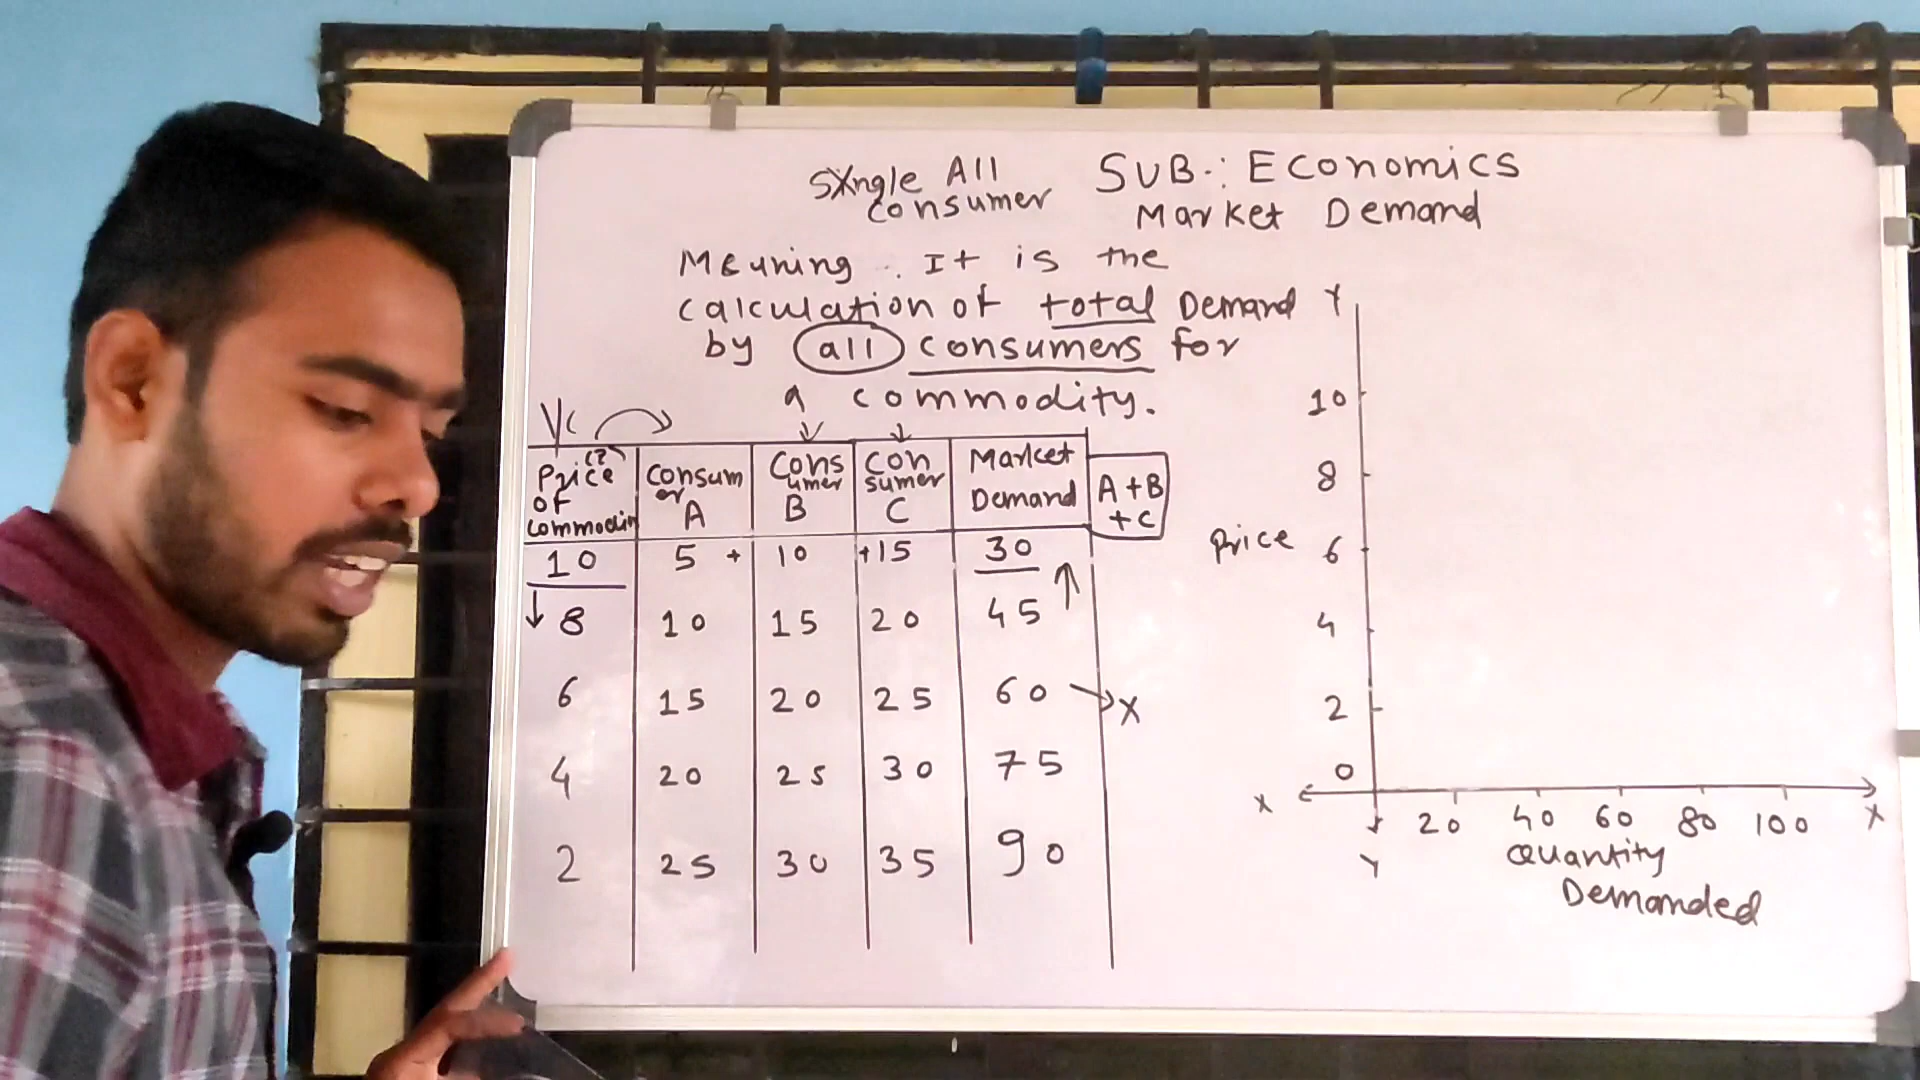 SUB.: Economics
Market Demand
SXngle All
consumer
Meuning . It is the
calculation of total Demand
by all consumers for
a commodity.
Price of commodin | Consumer A | Consumer B | Consumer C | Market Demand | A+B+C
10 | 5 + | 10 | +15 | 30
↓ 8 | 10 | 15 | 20 | 45 ↑
6 | 15 | 20 | 25 | 60 → X
4 | 20 | 25 | 30 | 75
2 | 25 | 30 | 35 | 90
Y
10
8
Price 6
4
2
0
X 20 40 60 80 100 X
Y
Quantity
Demanded